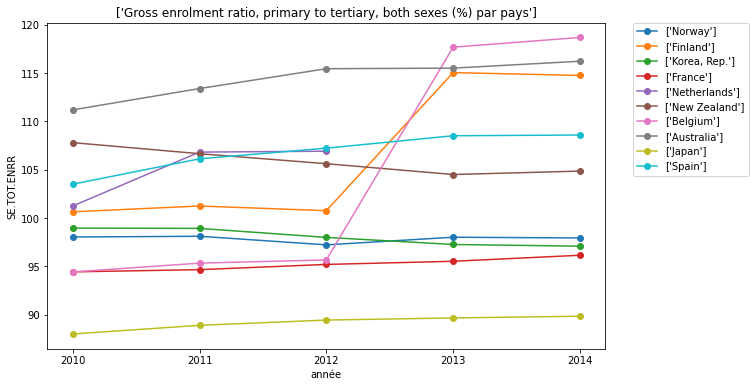 ['Gross enrolment ratio, primary to tertiary, both sexes (%) par pays']
120
115
110
105
100
95
90
SE.TOT.ENRR
2010 2011 2012 2013 2014
année
['Norway']
['Finland']
['Korea, Rep.']
['France']
['Netherlands']
['New Zealand']
['Belgium']
['Australia']
['Japan']
['Spain']